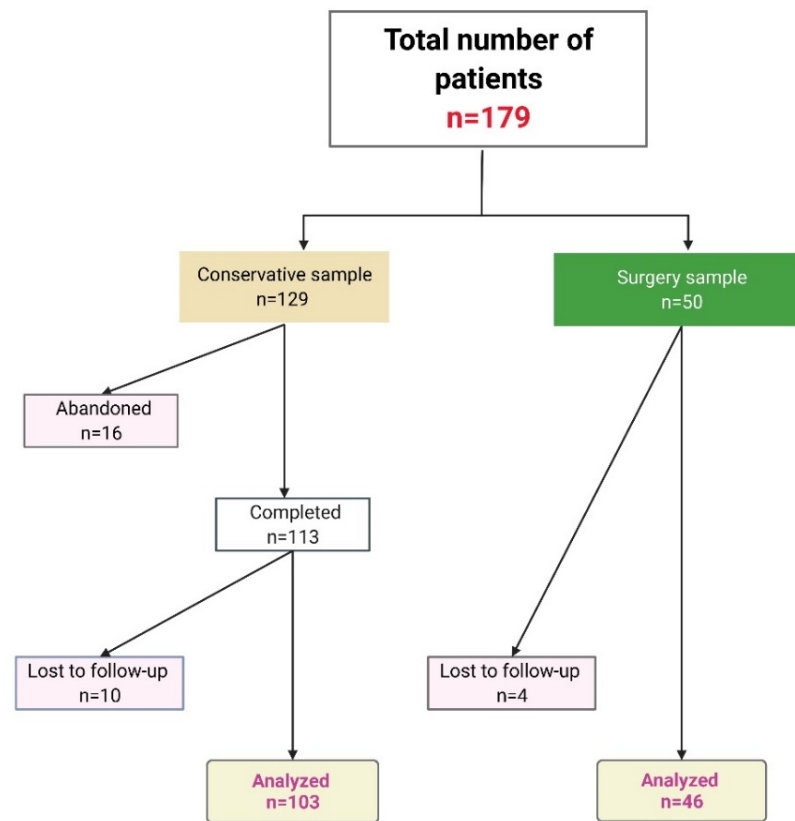 Total number of
patients
n=179
Conservative sample
n=129
Surgery sample
n=50
Abandoned
n=16
Completed
n=113
Lost to follow-up
n=10
Lost to follow-up
n=4
Analyzed
n=103
Analyzed
n=46